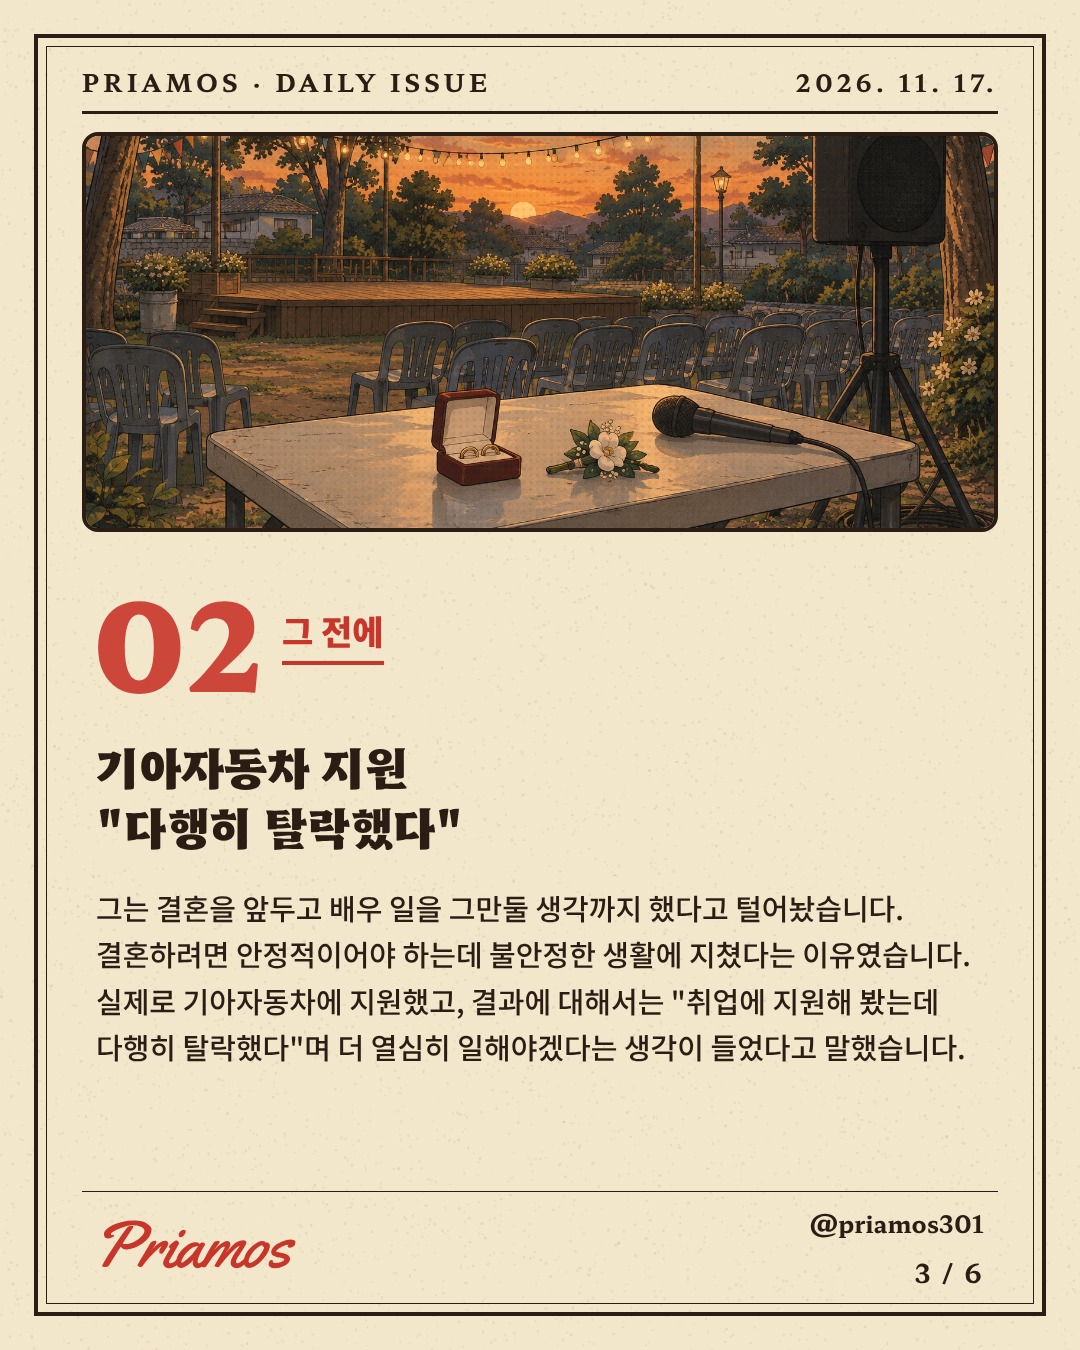 PRIAMOS · DAILY ISSUE
2026. 11. 17.
02
그 전에
기아자동차 지원
"다행히 탈락했다"
그는 결혼을 앞두고 배우 일을 그만둘 생각까지 했다고 털어놨습니다.
결혼하려면 안정적이어야 하는데 불안정한 생활에 지쳤다는 이유였습니다.
실제로 기아자동차에 지원했고, 결과에 대해서는 "취업에 지원해 봤는데
다행히 탈락했다"며 더 열심히 일해야겠다는 생각이 들었다고 말했습니다.
Priamos
@priamos301
3 / 6